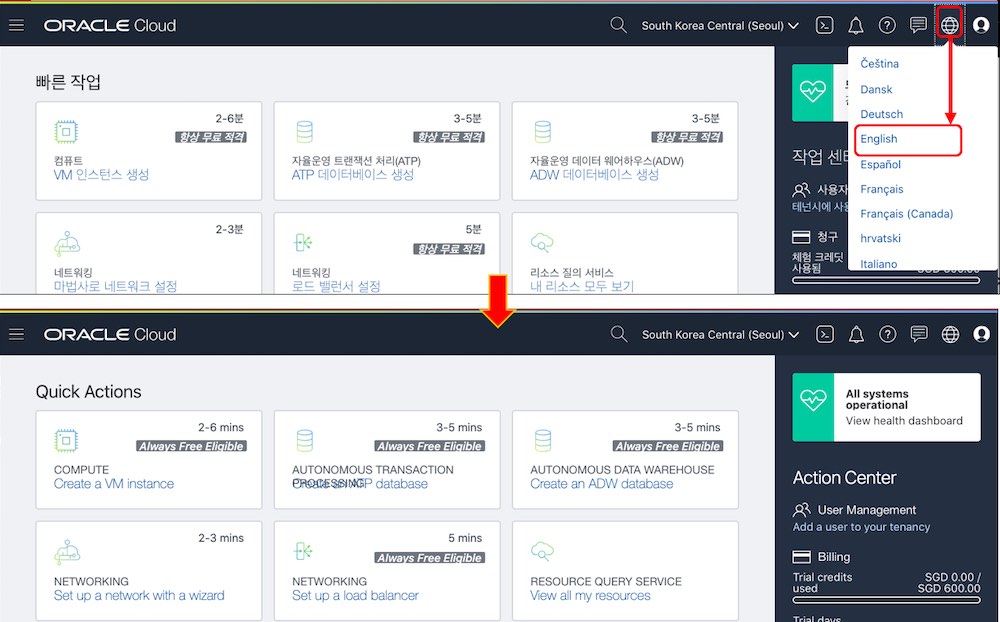 ORACLE Cloud
South Korea Central (Seoul)
빠른 작업
2-6분
항상 무료 적격
컴퓨트
VM 인스턴스 생성
3-5분
항상 무료 적격
자율운영 트랜잭션 처리(ATP)
ATP 데이터베이스 생성
3-5분
항상 무료 적격
자율운영 데이터 웨어하우스(ADW)
ADW 데이터베이스 생성
2-3분
네트워킹
마법사로 네트워크 설정
5분
항상 무료 적격
네트워킹
로드 밸런서 설정
리소스 질의 서비스
내 리소스 모두 보기
작업 센
사용자
테넌시에 사용
청구
체험 크레딧
사용됨
SGD 600.00
Čeština
Dansk
Deutsch
English
Español
Français
Français (Canada)
hrvatski
Italiano
ORACLE Cloud
South Korea Central (Seoul)
Quick Actions
2-6 mins
Always Free Eligible
COMPUTE
Create a VM instance
3-5 mins
Always Free Eligible
AUTONOMOUS TRANSACTION
PROCESSING
Create an ATP database
3-5 mins
Always Free Eligible
AUTONOMOUS DATA WAREHOUSE
Create an ADW database
2-3 mins
NETWORKING
Set up a network with a wizard
5 mins
Always Free Eligible
NETWORKING
Set up a load balancer
RESOURCE QUERY SERVICE
View all my resources
All systems
operational
View health dashboard
Action Center
User Management
Add a user to your tenancy
Billing
Trial credits
used
SGD 0.00 /
SGD 600.00
Trial days